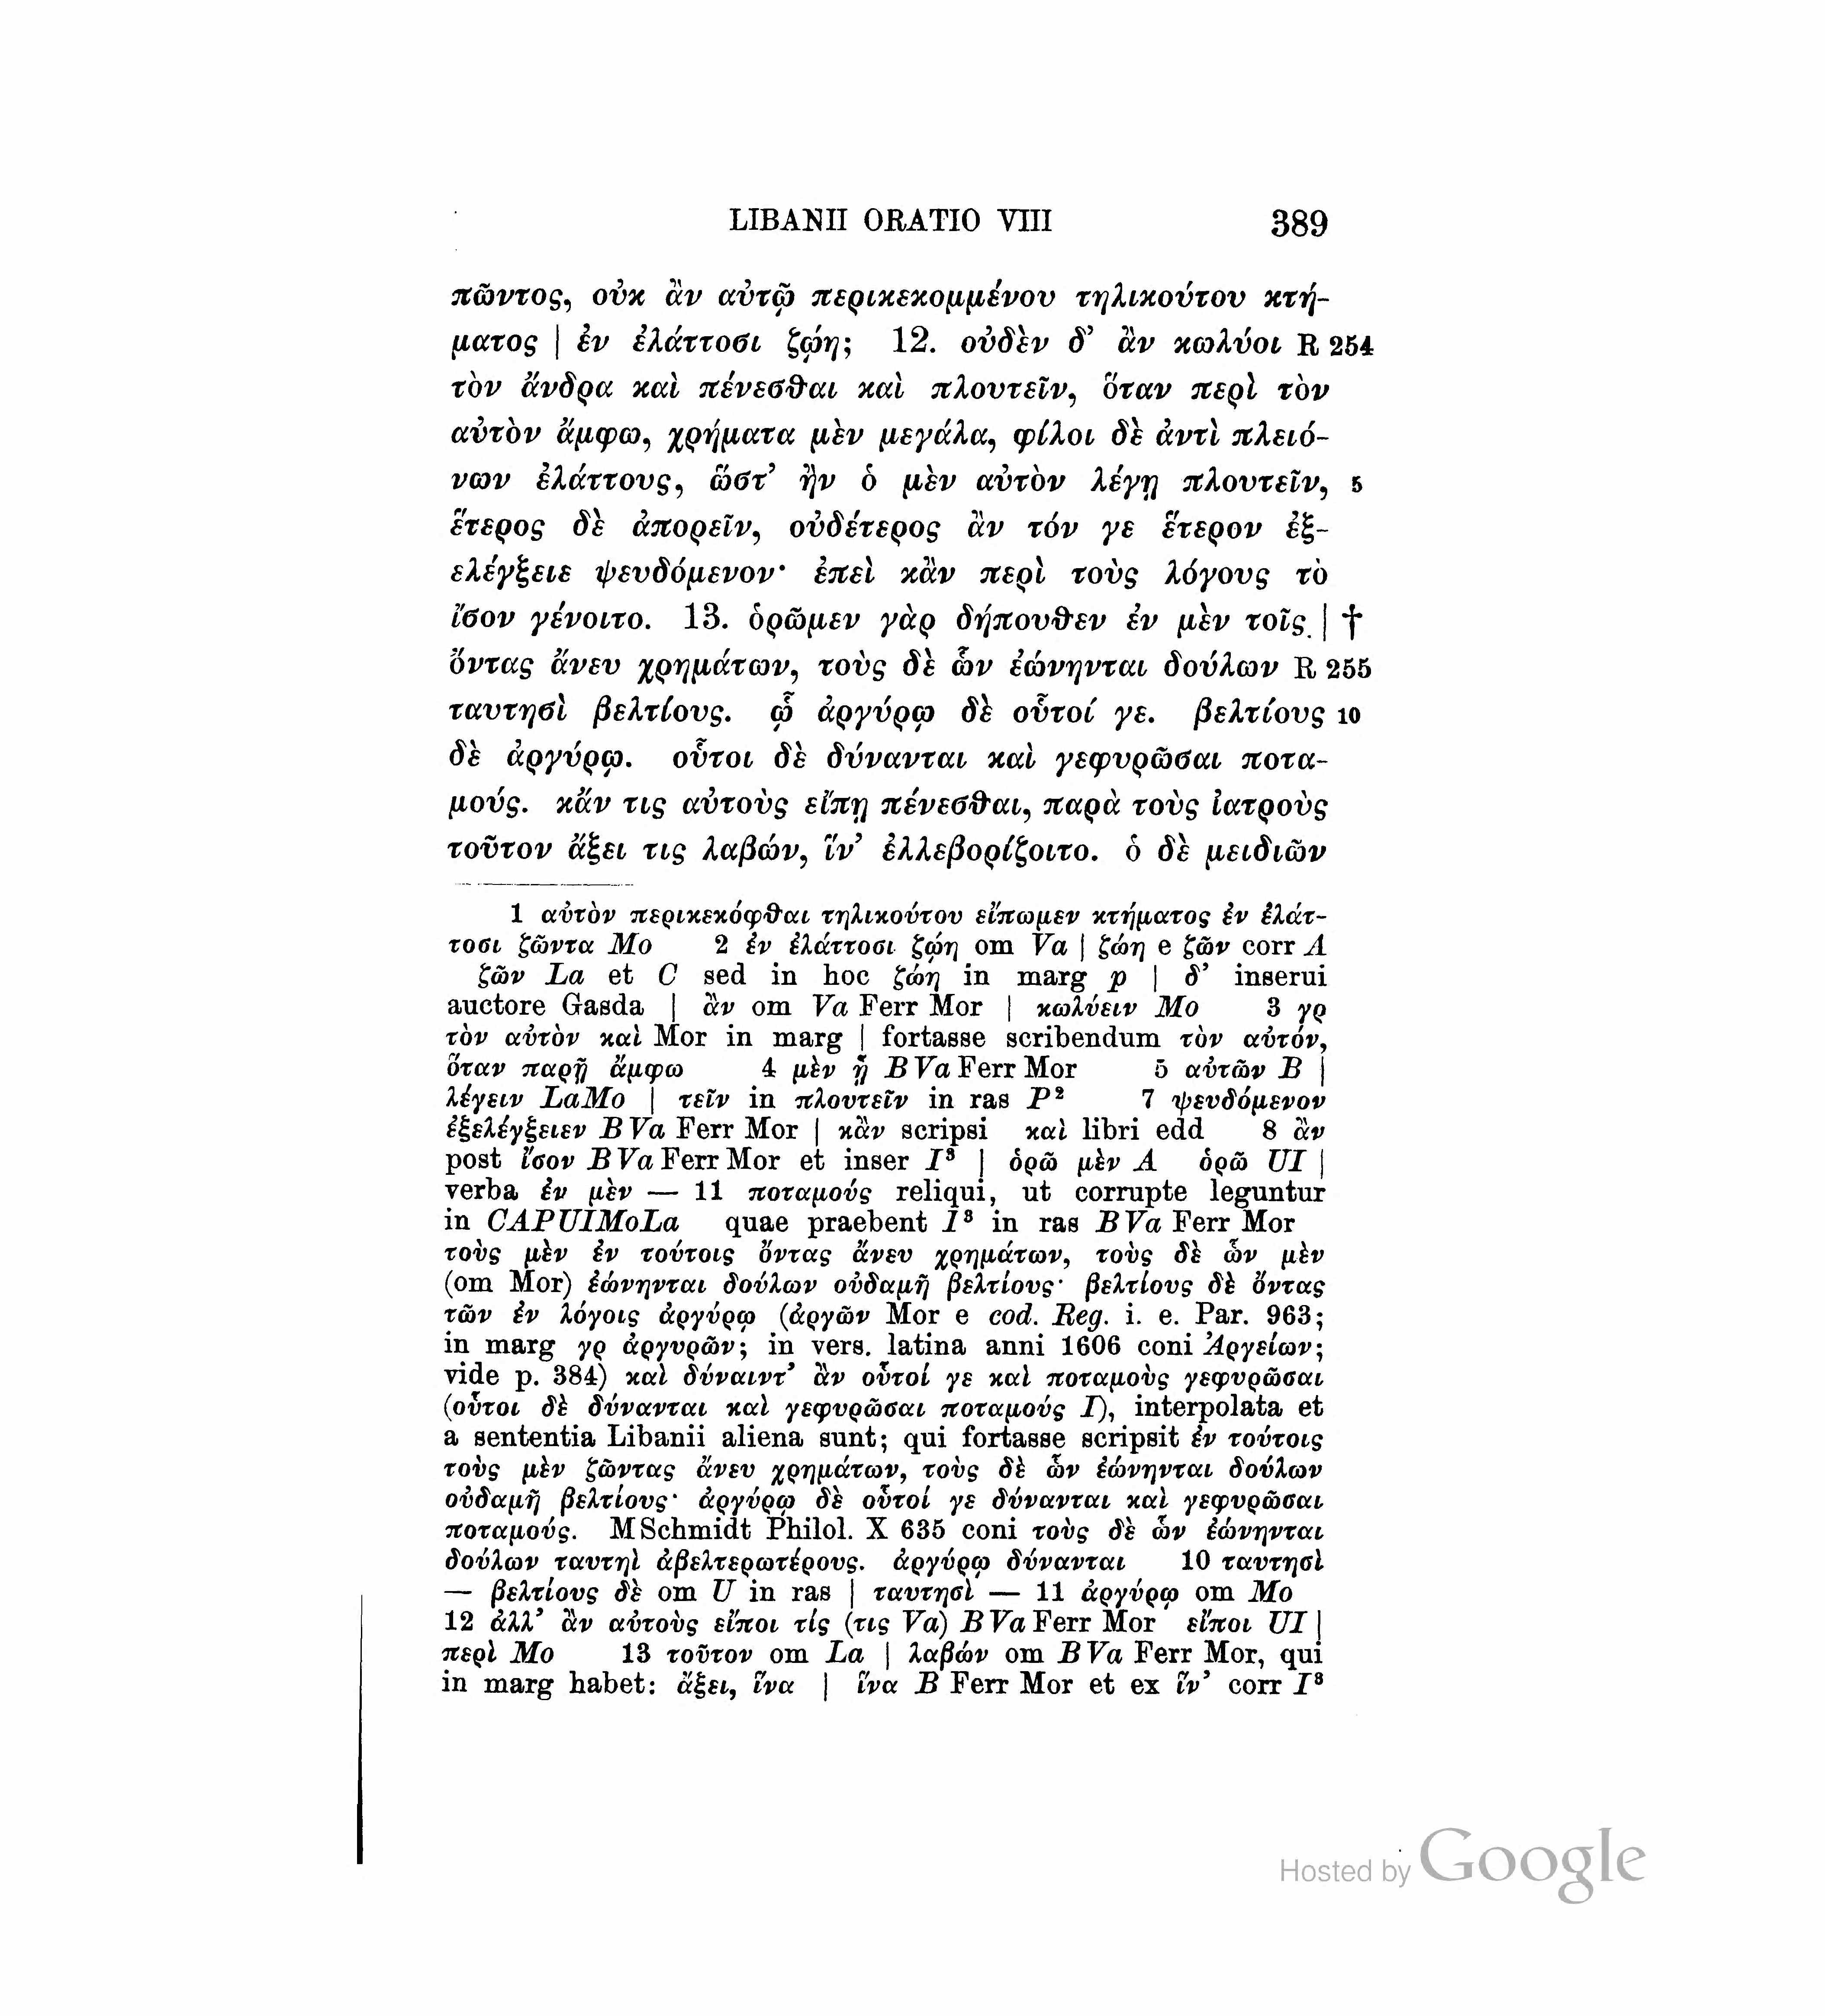 LIBANII ORATIO VIII 389
πῶντος, οὐκ ἂν αὐτῷ περικεκομμένου τηλικούτου κτή-
ματος | ἐν ἐλάττοσι ζῴη; 12. οὐδὲν δ’ ἂν κωλύοι R 254
τὸν ἄνδρα καὶ πένεσθαι καὶ πλουτεῖν, ὅταν περὶ τὸν
αὐτὸν ἄμφω, χρήματα μὲν μεγάλα, φίλοι δὲ ἀντὶ πλειό-
νων ἐλάττους, ὥστ’ ἢν ὁ μὲν αὐτὸν λέγῃ πλουτεῖν, 5
ἕτερος δὲ ἀπορεῖν, οὐδέτερος ἂν τόν γε ἕτερον ἐξ-
ελέγξειε ψευδόμενον· ἐπεὶ κἂν περὶ τοὺς λόγους τὸ
ἴσον γένοιτο. 13. ὁρῶμεν γὰρ δήπουθεν ἐν μὲν τοῖς | †
ὄντας ἄνευ χρημάτων, τοὺς δὲ ὧν ἐώνηνται δούλων R 255
ταυτησὶ βελτίους. ᾧ ἀργύρῳ δὲ οὗτοί γε. βελτίους 10
δὲ ἀργύρῳ. οὗτοι δὲ δύνανται καὶ γεφυρῶσαι ποτα-
μούς. κἄν τις αὐτοὺς εἴπῃ πένεσθαι, παρὰ τοὺς ἰατροὺς
τοῦτον ἄξει τις λαβών, ἵν’ ἐλλεβορίζοιτο. ὁ δὲ μειδιῶν
1 αὐτὸν περικεκόφθαι τηλικούτου εἴπωμεν κτήματος ἐν ἐλάτ-
τοσι ζῶντα Mo 2 ἐν ἐλάττοσι ζῴη om Va | ζώη e ζῶν corr A
ζῶν La et C sed in hoc ζώη in marg p | δ’ inserui
auctore Gasda | ἂν om Va Ferr Mor | κωλύειν Mo 3 γρ
τὸν αὐτὸν καὶ Mor in marg | fortasse scribendum τὸν αὐτόν,
ὅταν παρῇ ἄμφω 4 μὲν ᾖ B Va Ferr Mor 5 αὐτῶν B |
λέγειν LaMo | τεῖν in πλουτεῖν in ras P² 7 ψευδόμενον
ἐξελέγξειεν B Va Ferr Mor | κἂν scripsi καὶ libri edd 8 ἂν
post ἴσον B Va Ferr Mor et inser I³ | ὁρῶ μὲν A ὁρῶ UI |
verba ἐν μὲν — 11 ποταμούς reliqui, ut corrupte leguntur
in CAPUIMoLa quae praebent I³ in ras B Va Ferr Mor
τοὺς μὲν ἐν τούτοις ὄντας ἄνευ χρημάτων, τοὺς δὲ ὧν μὲν
(om Mor) ἐώνηνται δούλων οὐδαμῇ βελτίους· βελτίους δὲ ὄντας
τῶν ἐν λόγοις ἀργύρῳ (ἀργῶν Mor e cod. Reg. i. e. Par. 963;
in marg γρ ἀργυρῶν; in vers. latina anni 1606 coni Ἀργείων;
vide p. 384) καὶ δύναιντ’ ἂν οὗτοί γε καὶ ποταμοὺς γεφυρῶσαι
(οὗτοι δὲ δύνανται καὶ γεφυρῶσαι ποταμούς I), interpolata et
a sententia Libanii aliena sunt; qui fortasse scripsit ἐν τούτοις
τοὺς μὲν ζῶντας ἄνευ χρημάτων, τοὺς δὲ ὧν ἐώνηνται δούλων
οὐδαμῇ βελτίους· ἀργύρῳ δὲ οὗτοί γε δύνανται καὶ γεφυρῶσαι
ποταμούς. MSchmidt Philol. X 635 coni τοὺς δὲ ὧν ἐώνηνται
δούλων ταυτηὶ ἀβελτερωτέρους. ἀργύρῳ δύνανται 10 ταυτησὶ
— βελτίους δὲ om U in ras | ταυτησὶ — 11 ἀργύρῳ om Mo
12 ἀλλ’ ἂν αὐτοὺς εἴποι τίς (τις Va) B Va Ferr Mor εἴποι UI |
περὶ Mo 13 τοῦτον om La | λαβών om B Va Ferr Mor, qui
in marg habet: ἄξει, ἵνα | ἵνα B Ferr Mor et ex ἵν’ corr I³
Hosted by Google